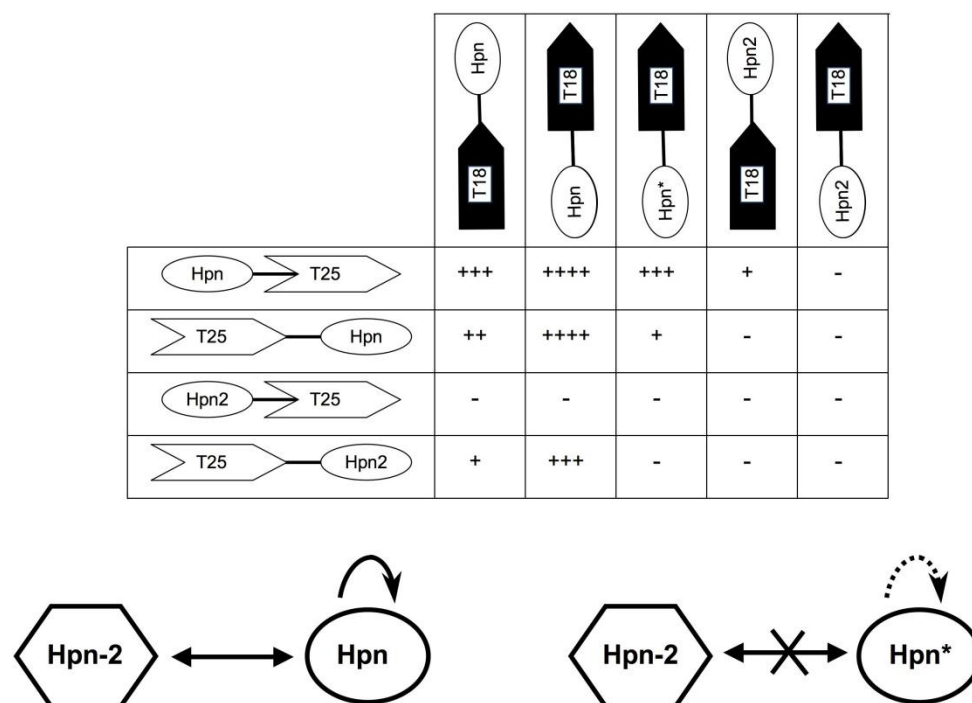 Hpn T18 T18 Hpn2 T18
T18 Hpn Hpn* T18 Hpn2
Hpn T25 +++ ++++ +++ + -
T25 Hpn ++ ++++ + - -
Hpn2 T25 - - - - -
T25 Hpn2 + +++ - - -
Hpn-2 Hpn Hpn-2 Hpn*